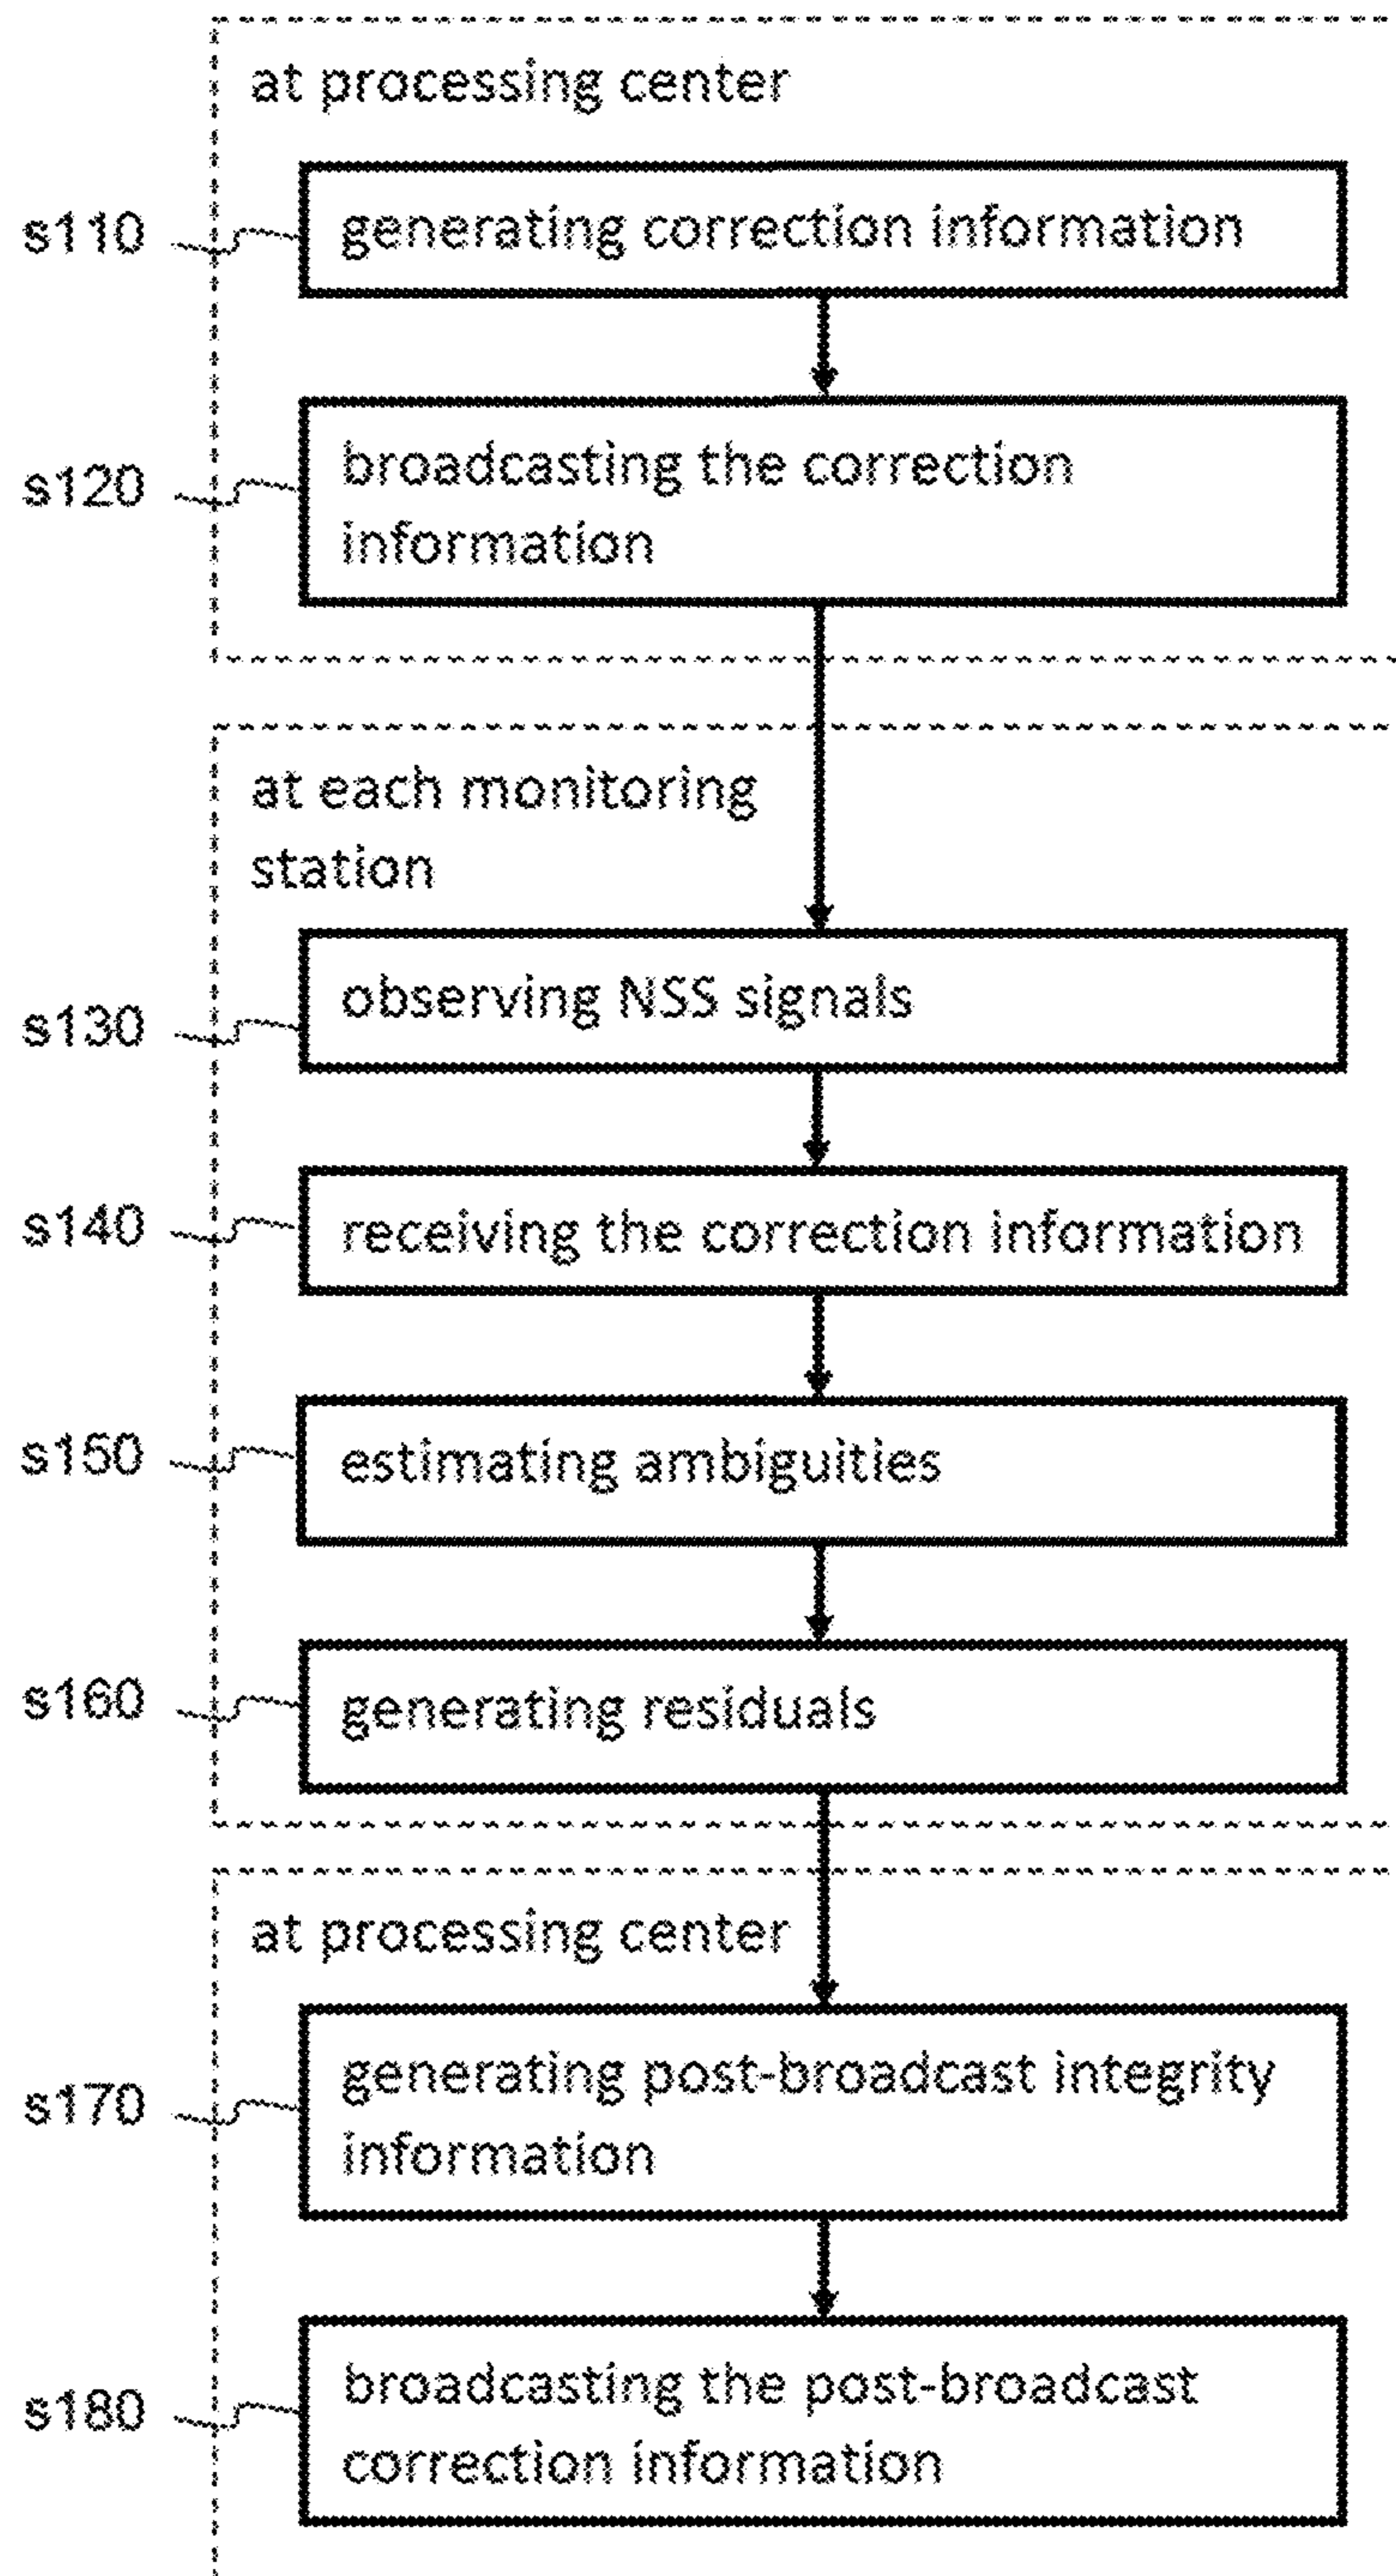 at processing center
s110
generating correction information
s120
broadcasting the correction
information
at each monitoring
station
s130
observing NSS signals
s140
receiving the correction information
s150
estimating ambiguities
s160
generating residuals
at processing center
s170
generating post-broadcast integrity
information
s180
broadcasting the post-broadcast
correction information